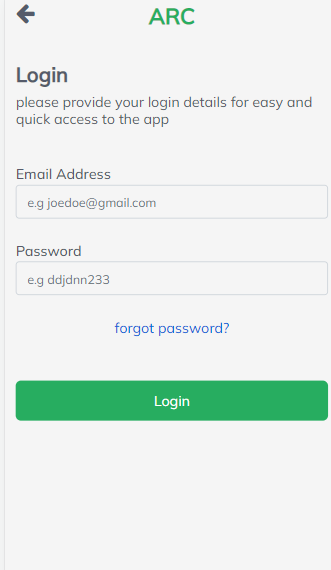 ARC
Login
please provide your login details for easy and
quick access to the app
Email Address
e.g joedoe@gmail.com
Password
e.g ddjdnn233
forgot password?
Login